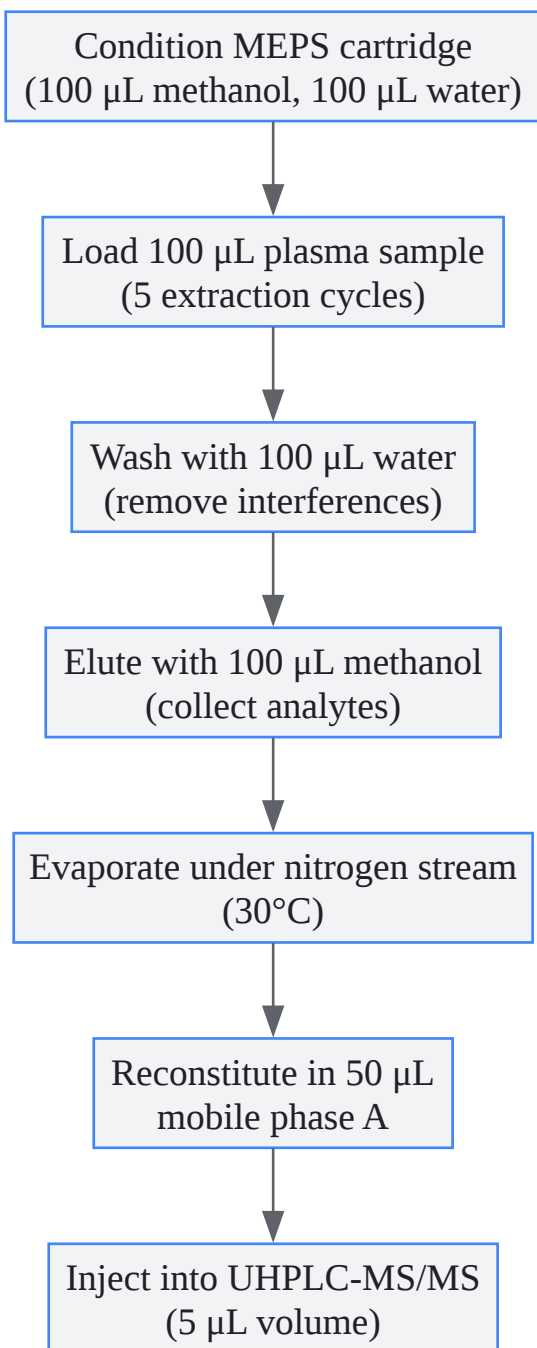 Condition MEPS cartridge
(100 μL methanol, 100 μL water)
Load 100 μL plasma sample
(5 extraction cycles)
Wash with 100 μL water
(remove interferences)
Elute with 100 μL methanol
(collect analytes)
Evaporate under nitrogen stream
(30°C)
Reconstitute in 50 μL
mobile phase A
Inject into UHPLC-MS/MS
(5 μL volume)